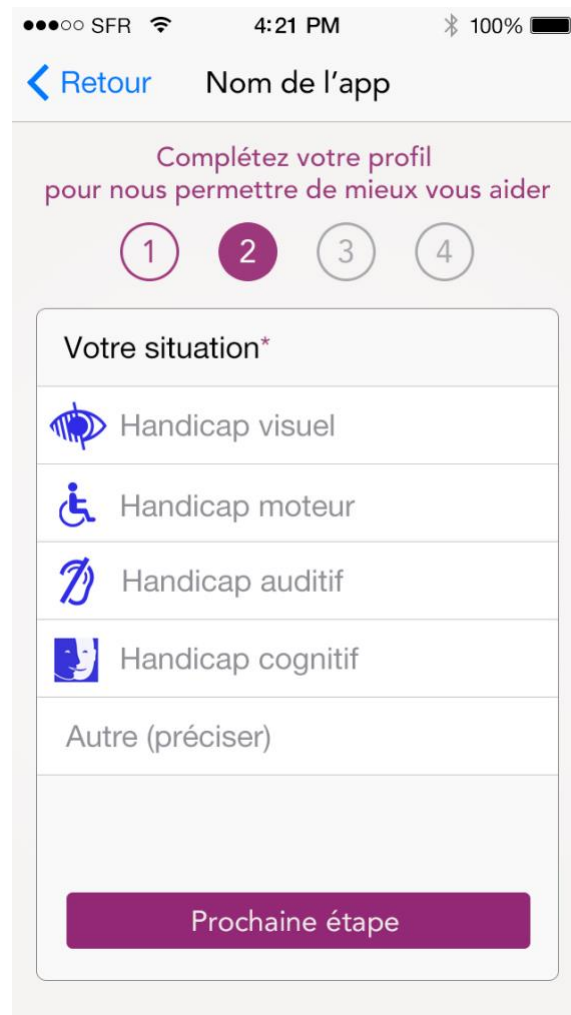 SFR 4:21 PM 100%
Retour Nom de l'app
Complétez votre profil
pour nous permettre de mieux vous aider
1 2 3 4
Votre situation*
Handicap visuel
Handicap moteur
Handicap auditif
Handicap cognitif
Autre (préciser)
Prochaine étape